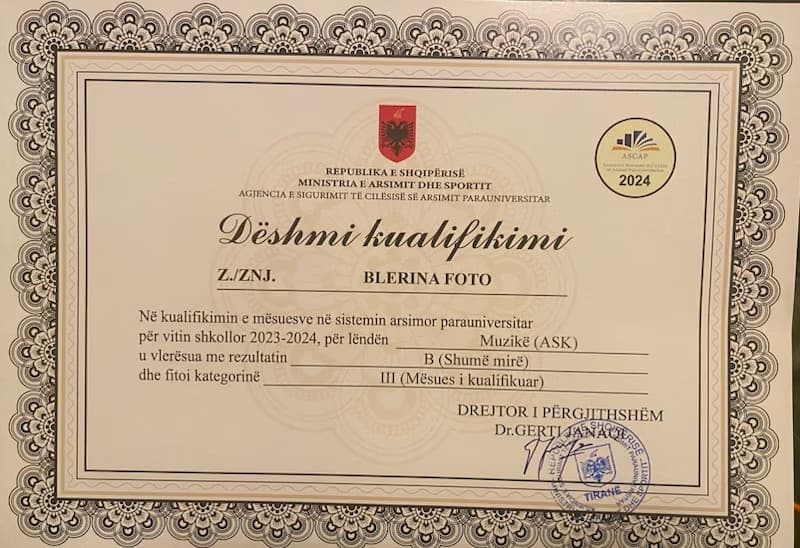 REPUBLIKA E SHQIPËRISË
MINISTRIA E ARSIMIT DHE SPORTIT
AGJENCIA E SIGURIMIT TË CILËSISË SË ARSIMIT PARAUNIVERSITAR
ASCAP
2024
Dëshmi kualifikimi
Z./ZNJ. BLERINA FOTO
Në kualifikimin e mësuesve në sistemin arsimor parauniversitar
për vitin shkollor 2023-2024, për lëndën Muzikë (ASK)
u vlerësua me rezultatin B (Shumë mirë)
dhe fitoi kategorinë III (Mësues i kualifikuar)
DREJTOR I PËRGJITHSHËM
Dr.GERTI JANAQI
TIRANË